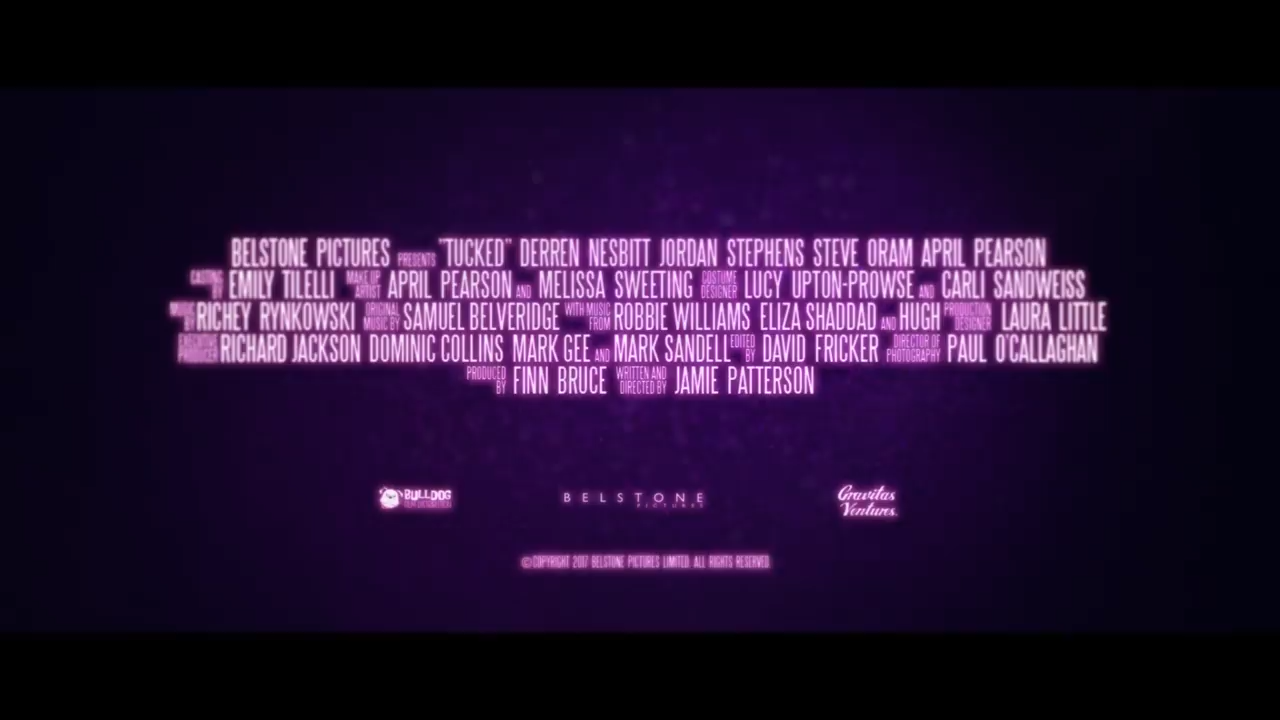 BELSTONE PICTURES PRESENTS "TUCKED" DERREN NESBITT JORDAN STEPHENS STEVE ORAM APRIL PEARSON
CASTING BY EMILY TILELLI MAKE UP ARTIST APRIL PEARSON AND MELISSA SWEETING COSTUME DESIGNER LUCY UPTON-PROWSE AND CARLI SANDWEISS
RICHEY RYNKOWSKI ORIGINAL MUSIC BY SAMUEL BELVERIDGE WITH MUSIC FROM ROBBIE WILLIAMS ELIZA SHADDAD AND HUGH PRODUCTION DESIGNER LAURA LITTLE
EXECUTIVE PRODUCER RICHARD JACKSON DOMINIC COLLINS MARK GEE AND MARK SANDELL EDITED BY DAVID FRICKER DIRECTOR OF PHOTOGRAPHY PAUL O'CALLAGHAN
PRODUCED BY FINN BRUCE WRITTEN AND DIRECTED BY JAMIE PATTERSON
BULLDOG
BELSTONE
PICTURES
Gravitas
Ventures.
©COPYRIGHT 2017 BELSTONE PICTURES LIMITED. ALL RIGHTS RESERVED.